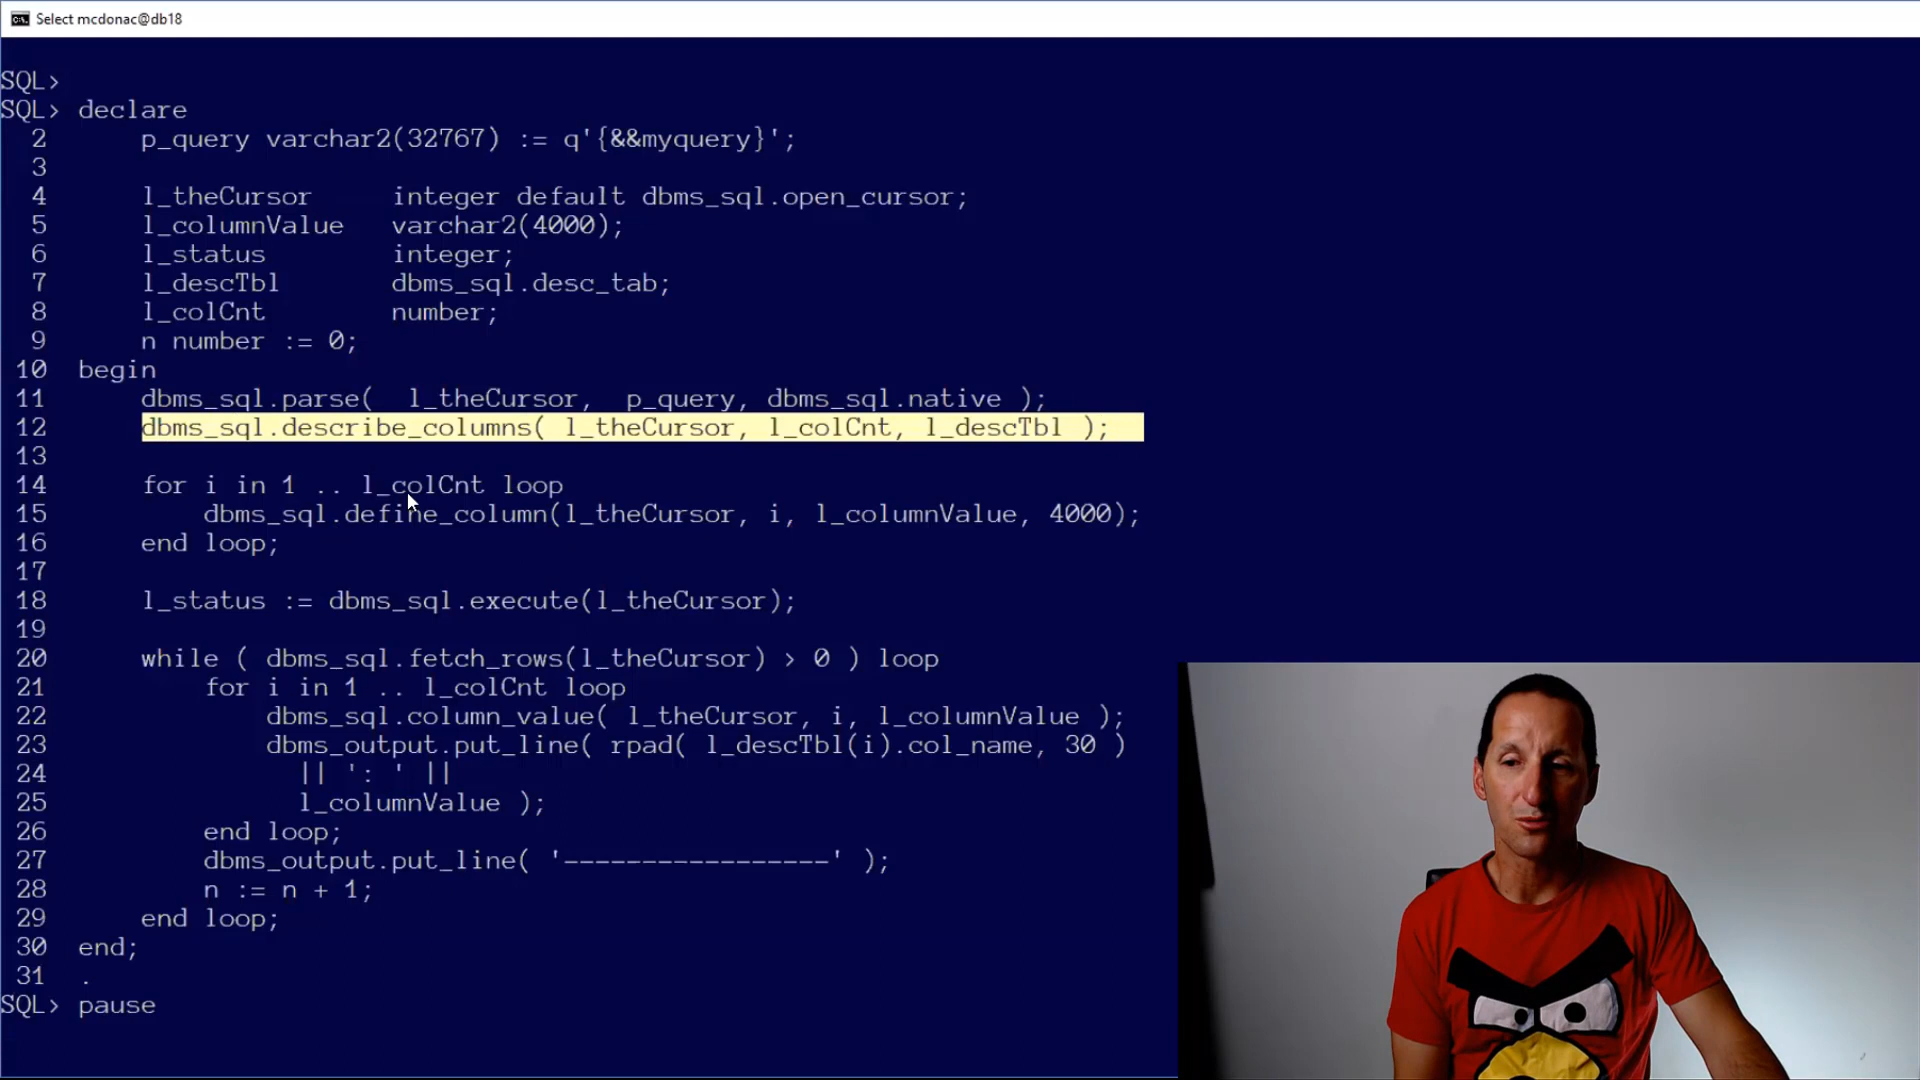 Select mcdonac@db18
SQL>
SQL> declare
2 p_query varchar2(32767) := q'{&&myquery}';
3
4 l_theCursor integer default dbms_sql.open_cursor;
5 l_columnValue varchar2(4000);
6 l_status integer;
7 l_descTbl dbms_sql.desc_tab;
8 l_colCnt number;
9 n number := 0;
10 begin
11 dbms_sql.parse( l_theCursor, p_query, dbms_sql.native );
12 dbms_sql.describe_columns( l_theCursor, l_colCnt, l_descTbl );
13
14 for i in 1 .. l_colCnt loop
15 dbms_sql.define_column(l_theCursor, i, l_columnValue, 4000);
16 end loop;
17
18 l_status := dbms_sql.execute(l_theCursor);
19
20 while ( dbms_sql.fetch_rows(l_theCursor) > 0 ) loop
21 for i in 1 .. l_colCnt loop
22 dbms_sql.column_value( l_theCursor, i, l_columnValue );
23 dbms_output.put_line( rpad( l_descTbl(i).col_name, 30 )
24 || ': ' ||
25 l_columnValue );
26 end loop;
27 dbms_output.put_line( '-----------------' );
28 n := n + 1;
29 end loop;
30 end;
31 .
SQL> pause